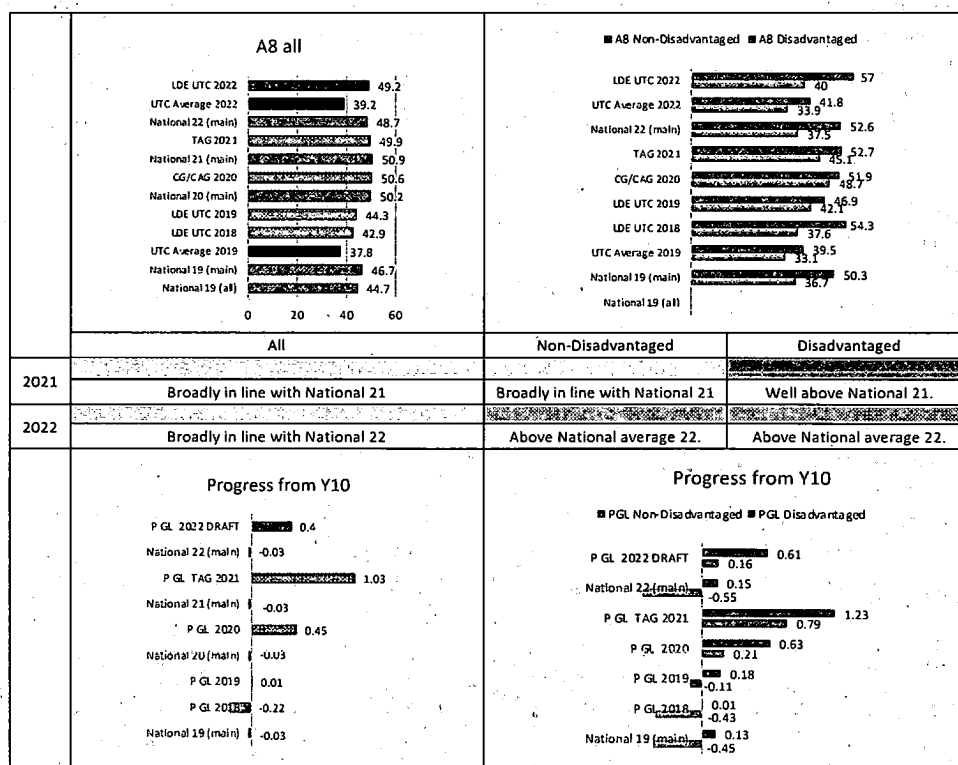 A8 all
LDE UTC 2022 49.2
UTC Average 2022 39.2
National 22 (main) 48.7
TAG 2021 49.9
National 21 (main) 50.9
CG/CAG 2020 50.6
National 20 (main) 50.2
LDE UTC 2019 44.3
LDE UTC 2018 42.9
UTC Average 2019 37.8
National 19 (main) 46.7
National 19 (all) 44.7
0 20 40 60
A8 Non-Disadvantaged A8 Disadvantaged
LDE UTC 2022 57
40
UTC Average 2022 41.8
33.9
National 22 (main) 52.6
37.5
TAG 2021 52.7
45.1
CG/CAG 2020 51.9
48.7
LDE UTC 2019 46.9
42.1
LDE UTC 2018 54.3
37.6
UTC Average 2019 39.5
33.1
National 19 (main) 50.3
36.7
National 19 (all)
All Non-Disadvantaged Disadvantaged
2021
Broadly in line with National 21 Broadly in line with National 21 Well above National 21.
2022
Broadly in line with National 22 Above National average 22. Above National average 22.
Progress from Y10
P GL 2022 DRAFT 0.4
National 22 (main) -0.03
P GL TAG 2021 1.03
National 21 (main) -0.03
P GL 2020 0.45
National 20 (main) -0.03
P GL 2019 0.01
P GL 201 -0.22
National 19 (main) -0.03
Progress from Y10
PGL Non-Disadvantaged PGL Disadvantaged
P GL 2022 DRAFT 0.61
0.16
National 22 (main) 0.15
-0.55
P GL TAG 2021 1.23
0.79
P GL 2020 0.63
0.21
P GL 2019 0.18
-0.11
P GL 2018 0.01
-0.43
National 19 (main) 0.13
-0.45